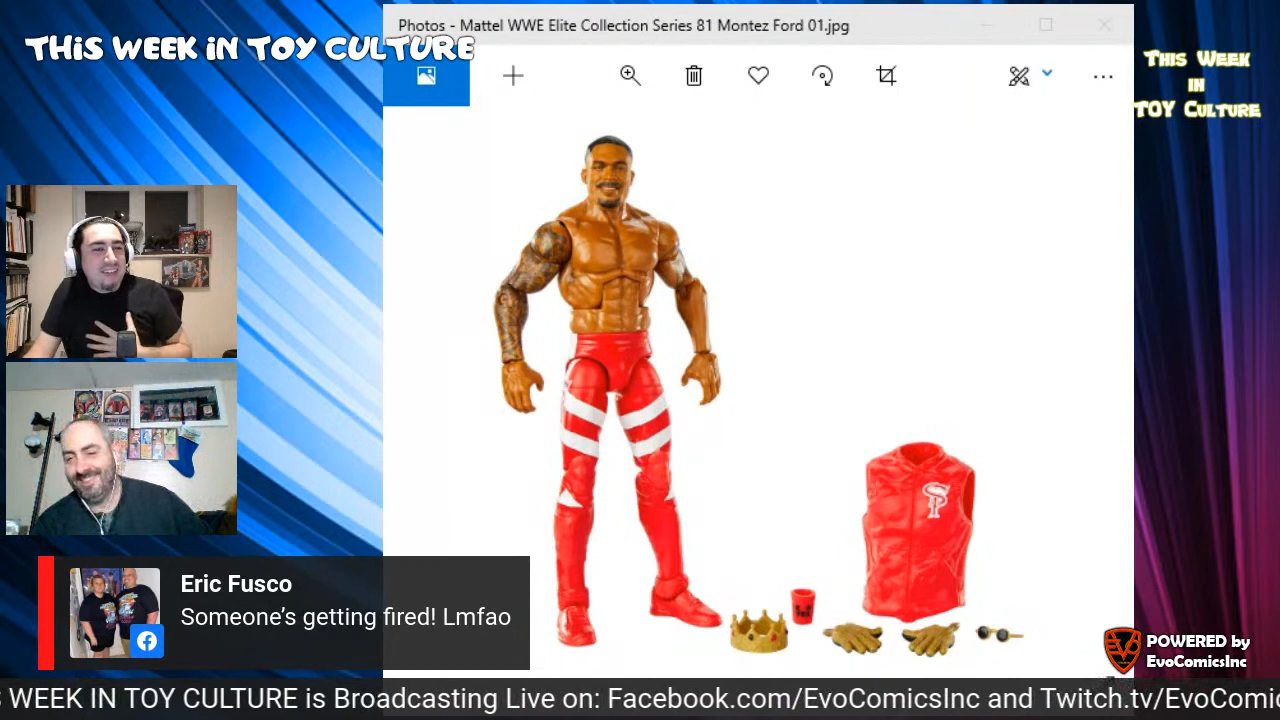 THiS WEEK iN TOY CULTURE
Photos - Mattel WWE Elite Collection Series 81 Montez Ford 01.jpg
This Week
in
TOY Culture
Eric Fusco
Someone’s getting fired! Lmfao
SP
EVO
POWERED by
EvoComicsInc
S WEEK IN TOY CULTURE is Broadcasting Live on: Facebook.com/EvoComicsInc and Twitch.tv/EvoComic